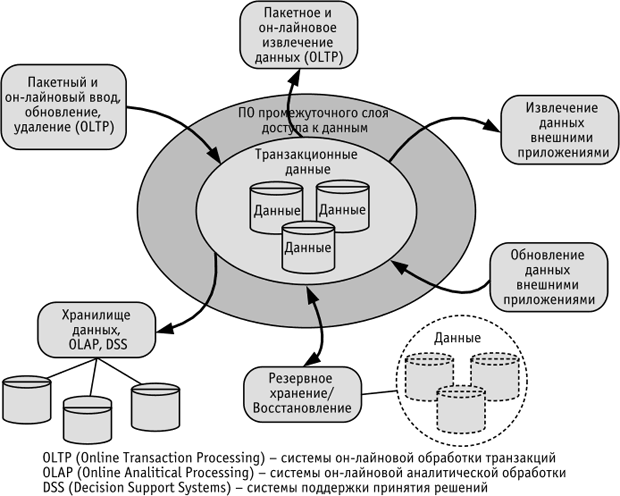 Пакетное и
он-лайновое
извлечение
данных (OLTP)
Пакетный и
он-лайновый ввод,
обновление,
удаление (OLTP)
ПО промежуточного слоя
доступа к данным
Извлечение
данных
внешними
приложениями
Транзакционные
данные
Данные
Данные
Данные
Обновление
данных
внешними
приложениями
Хранилище
данных,
OLAP, DSS
Данные
Резервное
хранение/
Восстановление
OLTP (Online Transaction Processing) – системы он-лайновой обработки транзакций
OLAP (Online Analitical Processing) – системы он-лайновой аналитической обработки
DSS (Decision Support Systems) – системы поддержки принятия решений